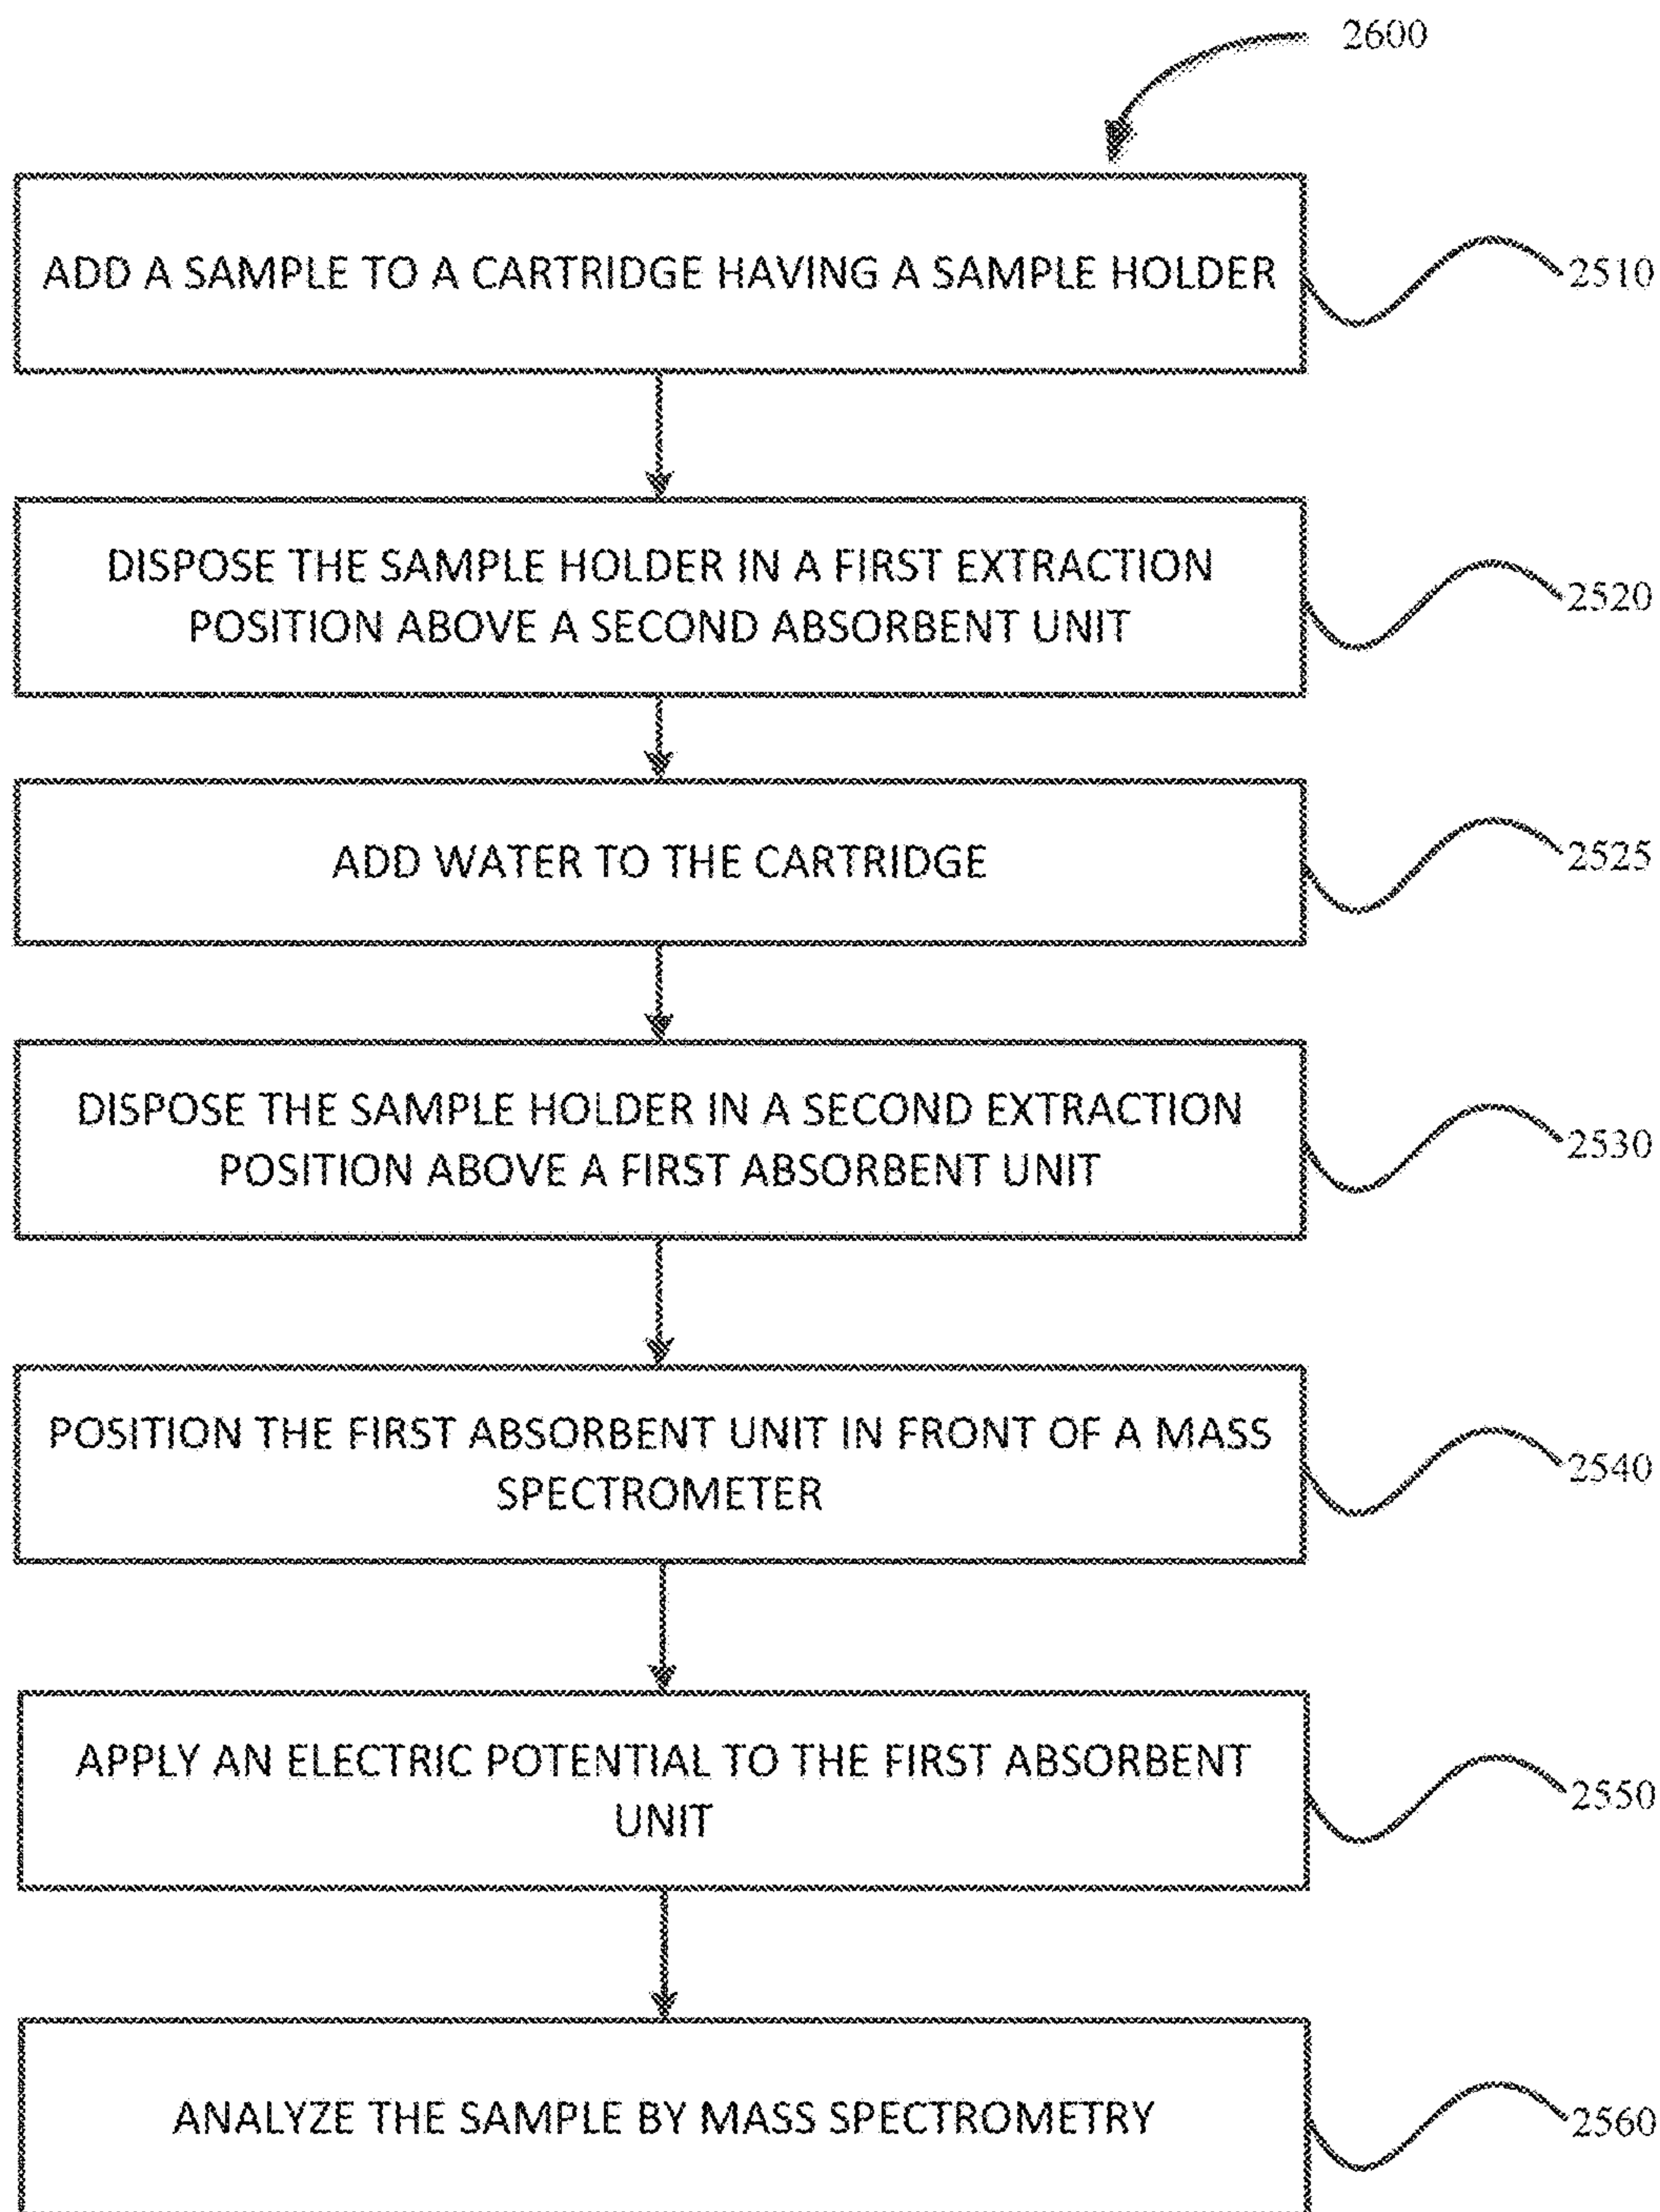 2600
ADD A SAMPLE TO A CARTRIDGE HAVING A SAMPLE HOLDER
2510
DISPOSE THE SAMPLE HOLDER IN A FIRST EXTRACTION
POSITION ABOVE A SECOND ABSORBENT UNIT
2520
ADD WATER TO THE CARTRIDGE
2525
DISPOSE THE SAMPLE HOLDER IN A SECOND EXTRACTION
POSITION ABOVE A FIRST ABSORBENT UNIT
2530
POSITION THE FIRST ABSORBENT UNIT IN FRONT OF A MASS
SPECTROMETER
2540
APPLY AN ELECTRIC POTENTIAL TO THE FIRST ABSORBENT
UNIT
2550
ANALYZE THE SAMPLE BY MASS SPECTROMETRY
2560